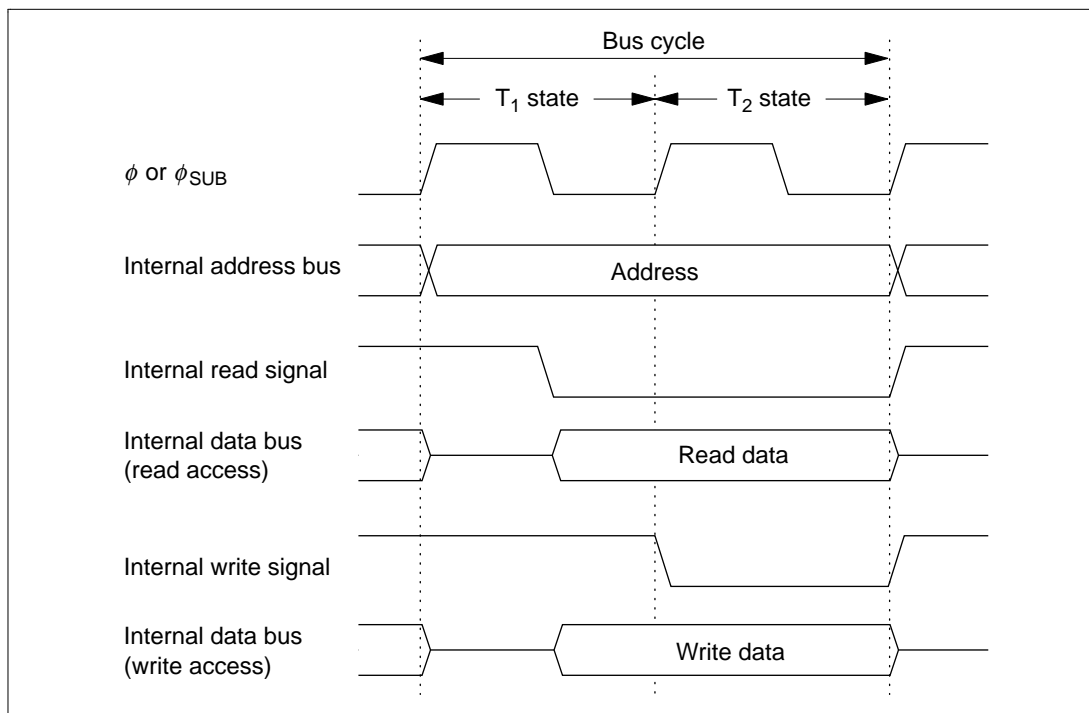 Bus cycle
T1 state
T2 state
ϕ or ϕSUB
Internal address bus
Address
Internal read signal
Internal data bus
(read access)
Read data
Internal write signal
Internal data bus
(write access)
Write data